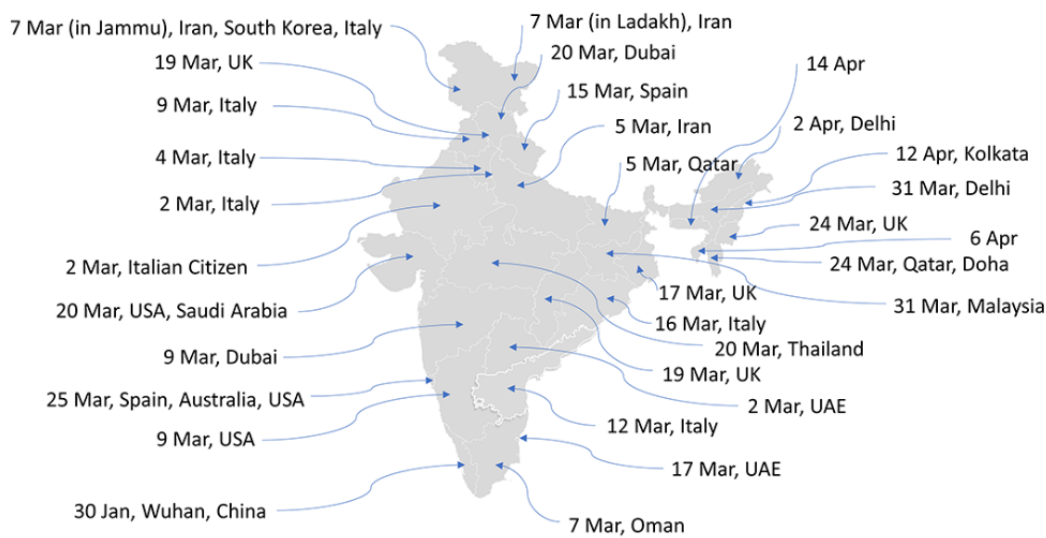 7 Mar (in Jammu), Iran, South Korea, Italy
7 Mar (in Ladakh), Iran
19 Mar, UK
20 Mar, Dubai
14 Apr
9 Mar, Italy
15 Mar, Spain
5 Mar, Iran
2 Apr, Delhi
4 Mar, Italy
5 Mar, Qatar
12 Apr, Kolkata
31 Mar, Delhi
2 Mar, Italy
24 Mar, UK
6 Apr
2 Mar, Italian Citizen
24 Mar, Qatar, Doha
20 Mar, USA, Saudi Arabia
17 Mar, UK
31 Mar, Malaysia
16 Mar, Italy
9 Mar, Dubai
20 Mar, Thailand
19 Mar, UK
25 Mar, Spain, Australia, USA
2 Mar, UAE
9 Mar, USA
12 Mar, Italy
17 Mar, UAE
30 Jan, Wuhan, China
7 Mar, Oman